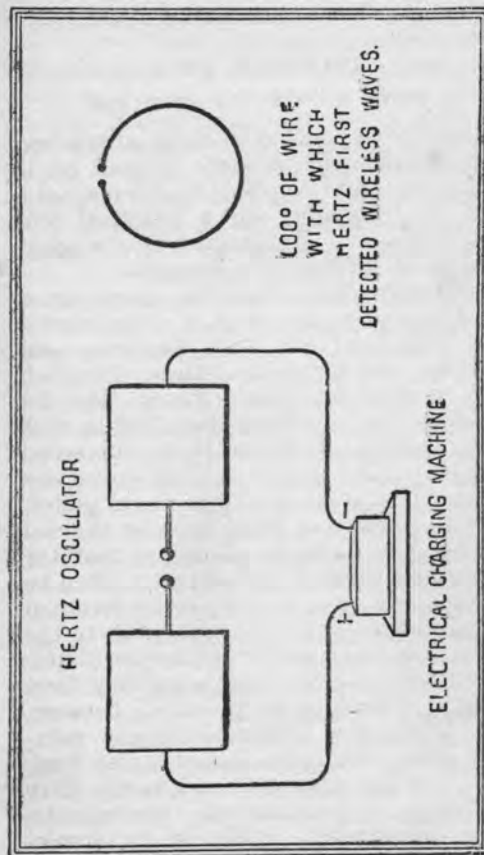 HERTZ OSCILLATOR
+ -
ELECTRICAL CHARGING MACHINE
LOOP OF WIRE
WITH WHICH
HERTZ FIRST
DETECTED WIRELESS WAVES.